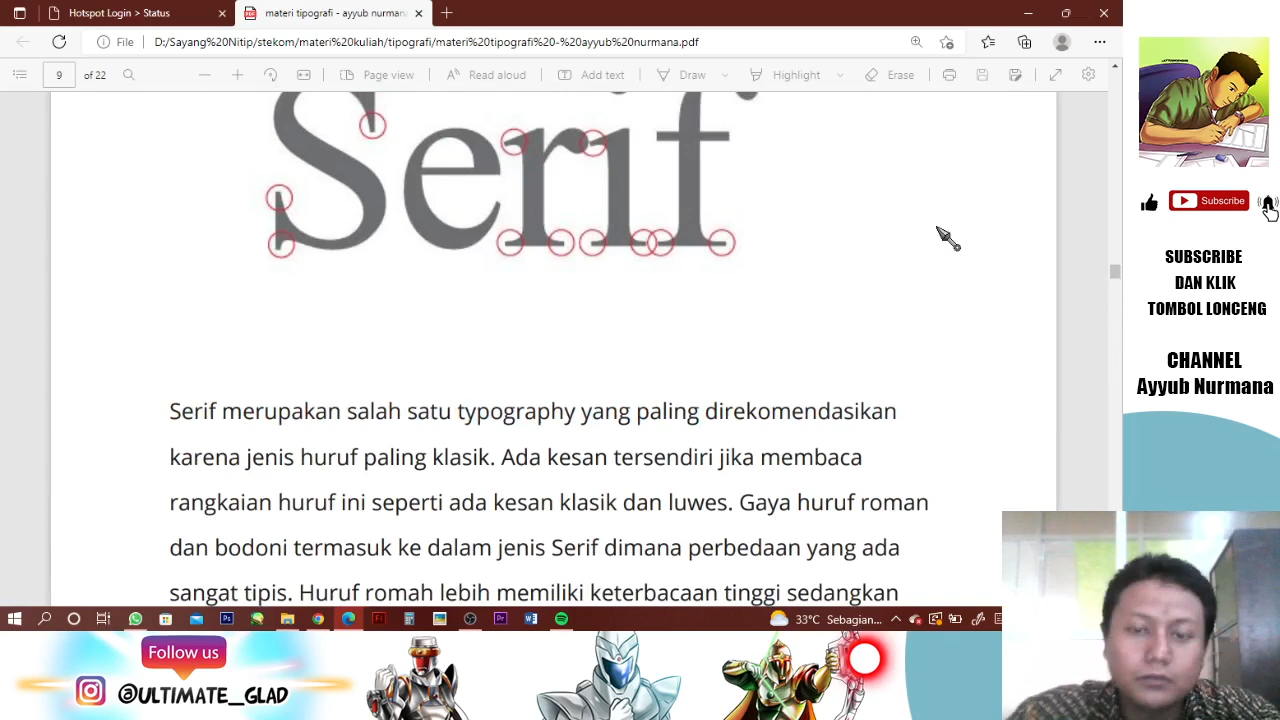 Hotspot Login > Status
materi tipografi - ayyub nurmana
File
D:/Sayang%20Nitip/stekom/materi%20kuliah/tipografi/materi%20tipografi%20-%20ayyub%20nurmana.pdf
9 of 22
Page view
Read aloud
Add text
Draw
Highlight
Erase
Serif
Serif merupakan salah satu typography yang paling direkomendasikan
karena jenis huruf paling klasik. Ada kesan tersendiri jika membaca
rangkaian huruf ini seperti ada kesan klasik dan luwes. Gaya huruf roman
dan bodoni termasuk ke dalam jenis Serif dimana perbedaan yang ada
sangat tipis. Huruf romah lebih memiliki keterbacaan tinggi sedangkan
33°C Sebagian...
Subscribe
SUBSCRIBE
DAN KLIK
TOMBOL LONCENG
CHANNEL
Ayyub Nurmana
Follow us
@ULTIMATE_GLAD